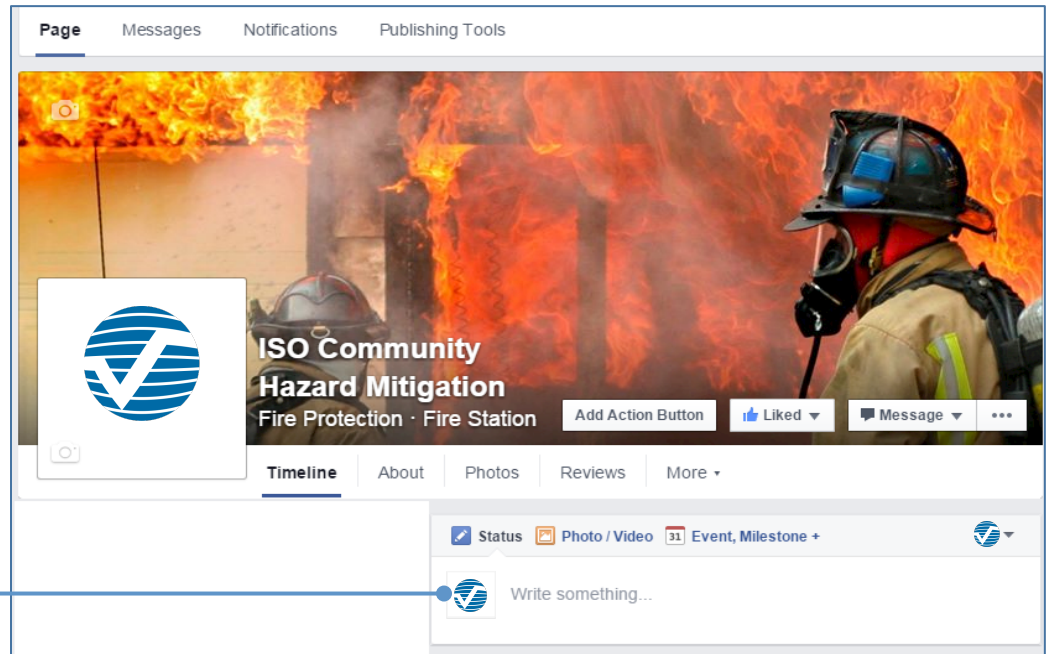 Page Messages Notifications Publishing Tools
ISO Community
Hazard Mitigation
Fire Protection · Fire Station Add Action Button Liked Message
Timeline About Photos Reviews More
Status Photo / Video 31 Event, Milestone +
Write something...